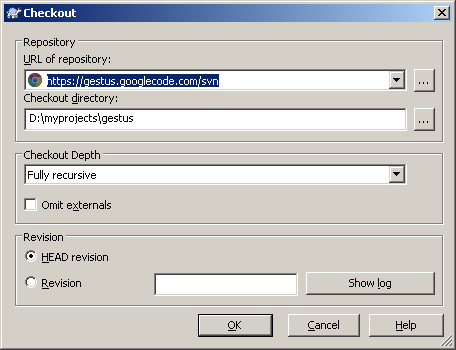 Checkout
Repository
URL of repository:
https://gestus.googlecode.com/svn
...
Checkout directory:
D:\myprojects\gestus
...
Checkout Depth
Fully recursive
Omit externals
Revision
HEAD revision
Revision
Show log
OK
Cancel
Help